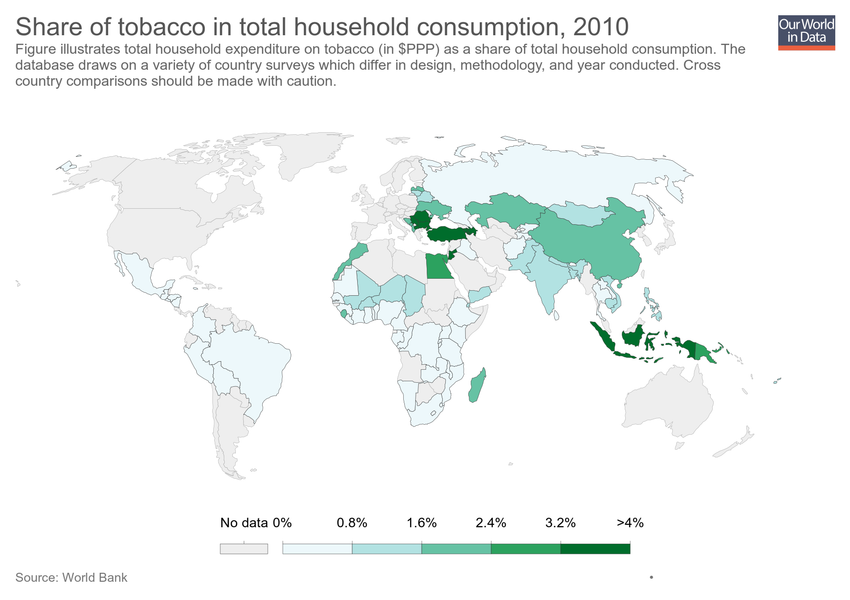 Share of tobacco in total household consumption, 2010
Our World
in Data
Figure illustrates total household expenditure on tobacco (in $PPP) as a share of total household consumption. The
database draws on a variety of country surveys which differ in design, methodology, and year conducted. Cross
country comparisons should be made with caution.
No data 0% 0.8% 1.6% 2.4% 3.2% >4%
Source: World Bank